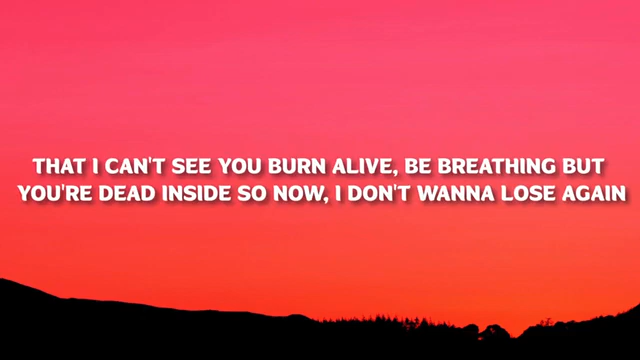 THAT I CAN'T SEE YOU BURN ALIVE, BE BREATHING BUT
YOU'RE DEAD INSIDE SO NOW, I DON'T WANNA LOSE AGAIN